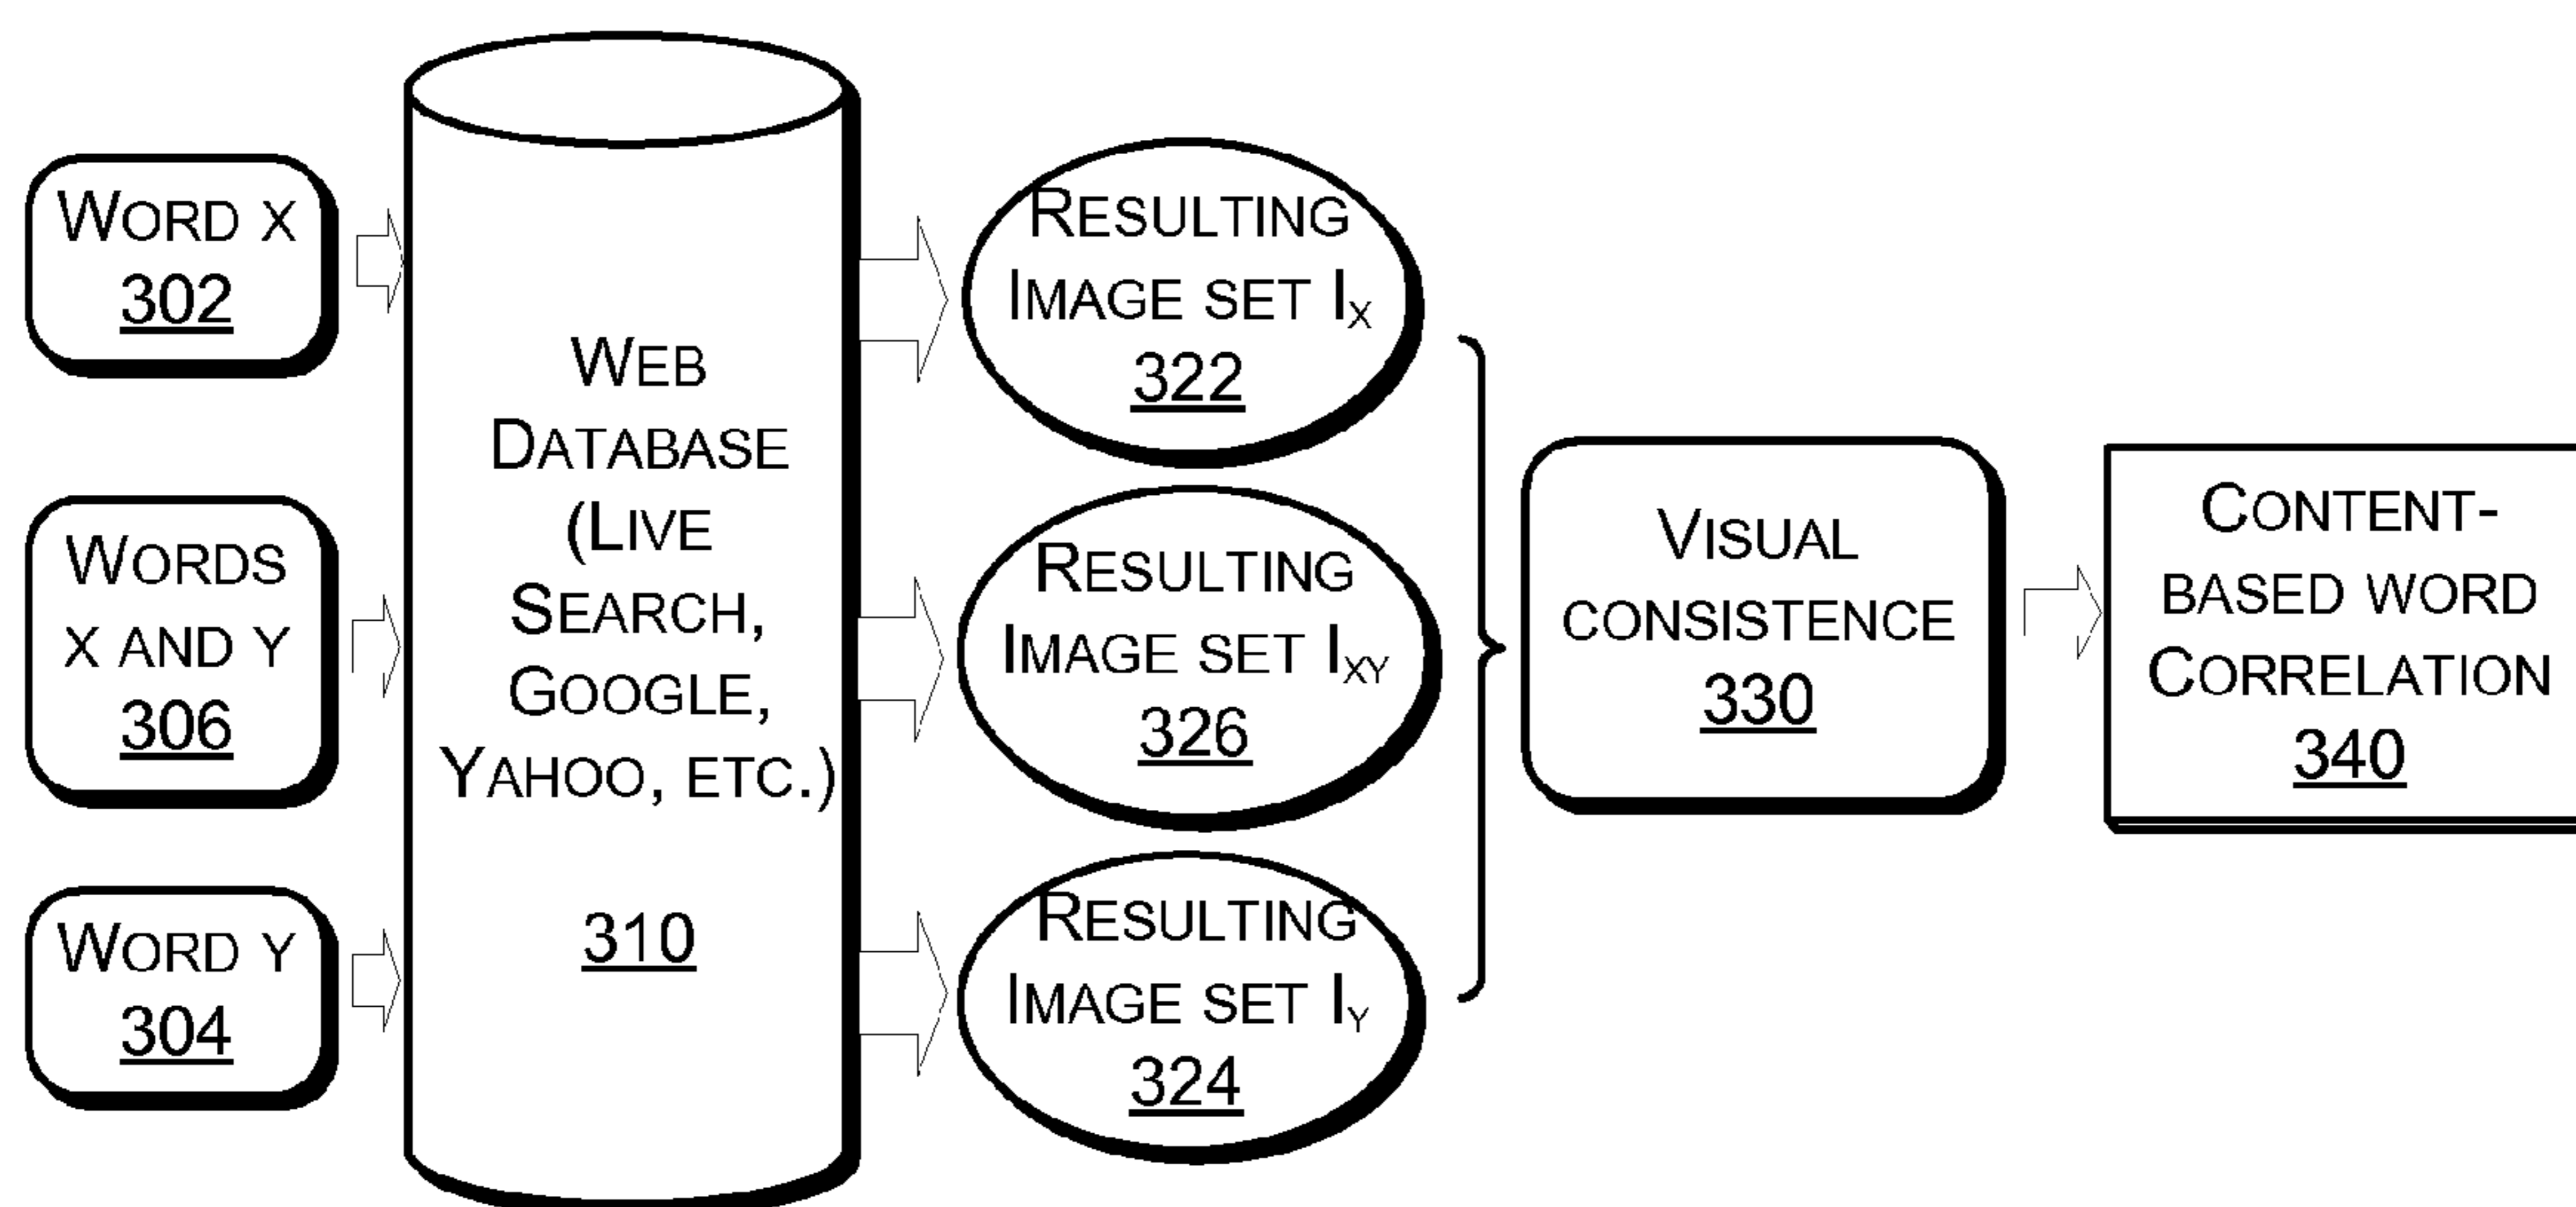 WORD X
302
WORDS
X AND Y
306
WORD Y
304
WEB
DATABASE
(LIVE
SEARCH,
GOOGLE,
YAHOO, ETC.)
310
RESULTING
IMAGE SET IX
322
RESULTING
IMAGE SET IXY
326
RESULTING
IMAGE SET IY
324
VISUAL
CONSISTENCE
330
CONTENT-
BASED WORD
CORRELATION
340